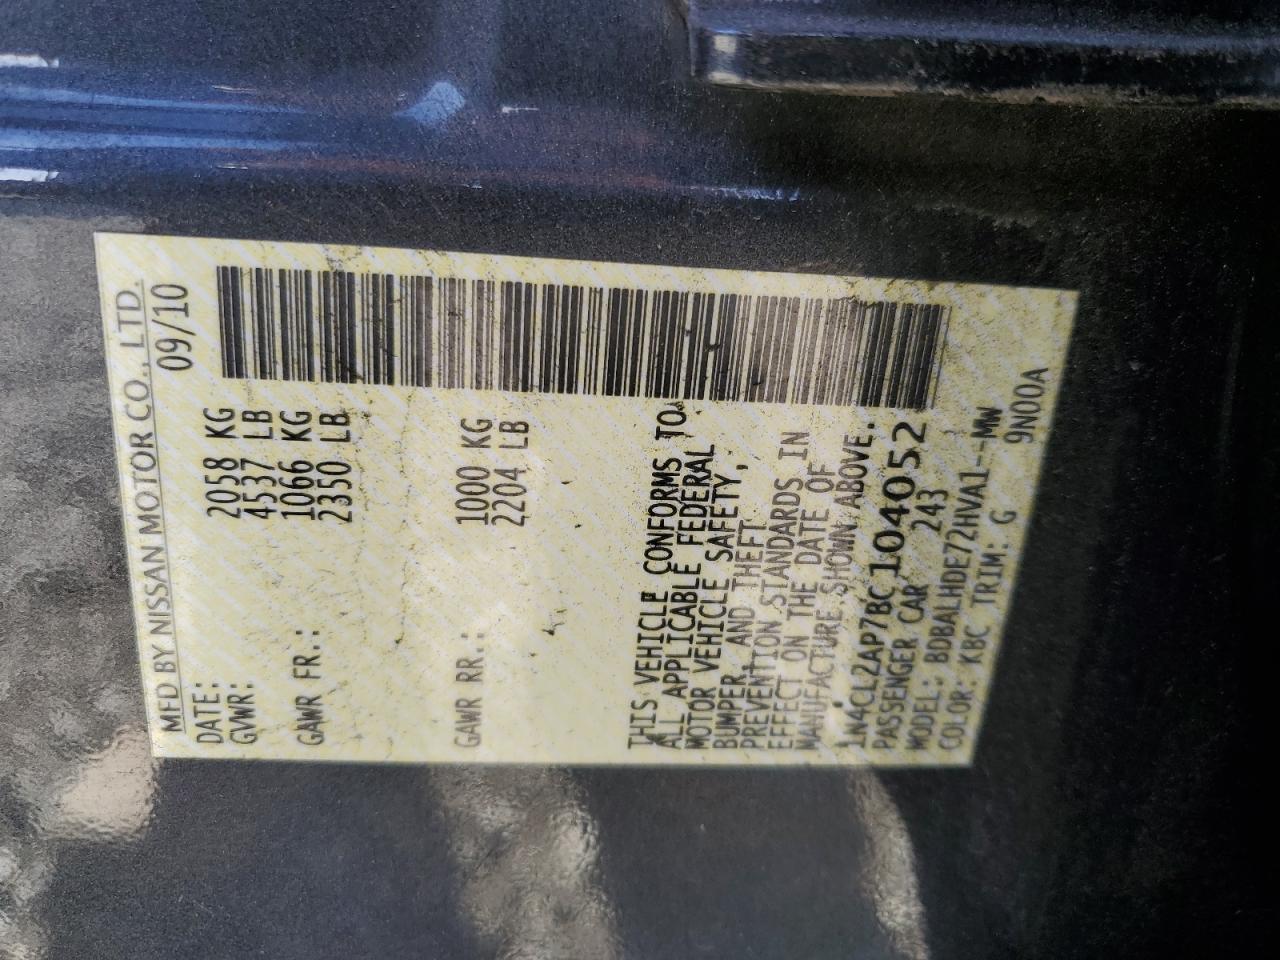 MFD BY NISSAN MOTOR CO., LTD.
DATE: 09/10
GVWR: 2058 KG
4537 LB
GAWR FR.: 1066 KG
2350 LB
GAWR RR.: 1000 KG
2204 LB
THIS VEHICLE CONFORMS TO
ALL APPLICABLE FEDERAL
MOTOR VEHICLE SAFETY,
BUMPER, AND THEFT
PREVENTION STANDARDS IN
EFFECT ON THE DATE OF
MANUFACTURE SHOWN ABOVE.
1N4CL2AP7BC104052
PASSENGER CAR 243
MODEL: BDBALHDE72HVA1--MW
COLOR: KBC TRIM: G 9N00A